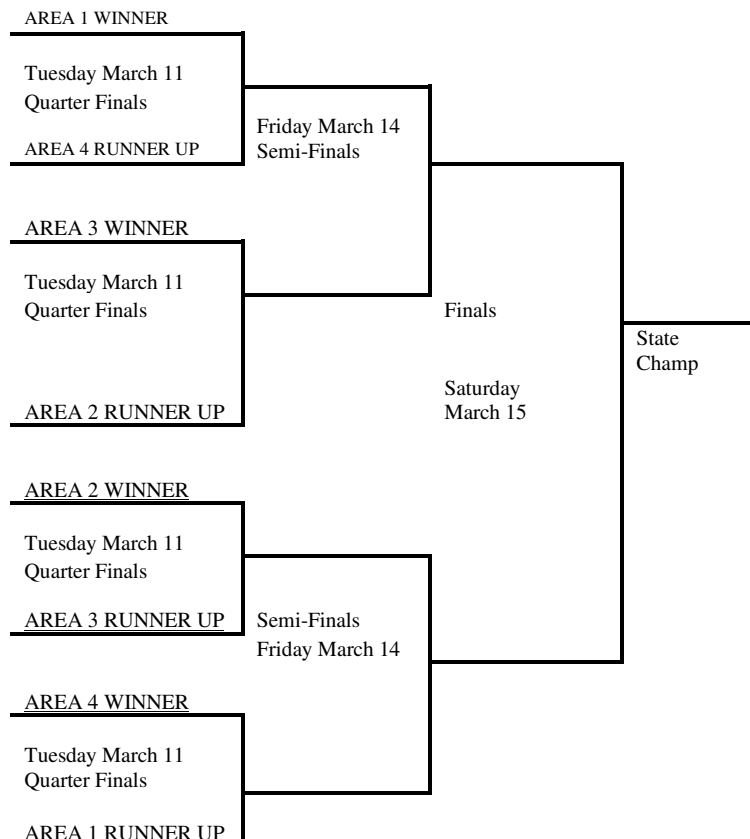 AREA 1 WINNER
Tuesday March 11
Quarter Finals
AREA 4 RUNNER UP
Friday March 14
Semi-Finals
AREA 3 WINNER
Tuesday March 11
Quarter Finals
AREA 2 RUNNER UP
Finals
Saturday
March 15
State
Champ
AREA 2 WINNER
Tuesday March 11
Quarter Finals
AREA 3 RUNNER UP
Semi-Finals
Friday March 14
AREA 4 WINNER
Tuesday March 11
Quarter Finals
AREA 1 RUNNER UP